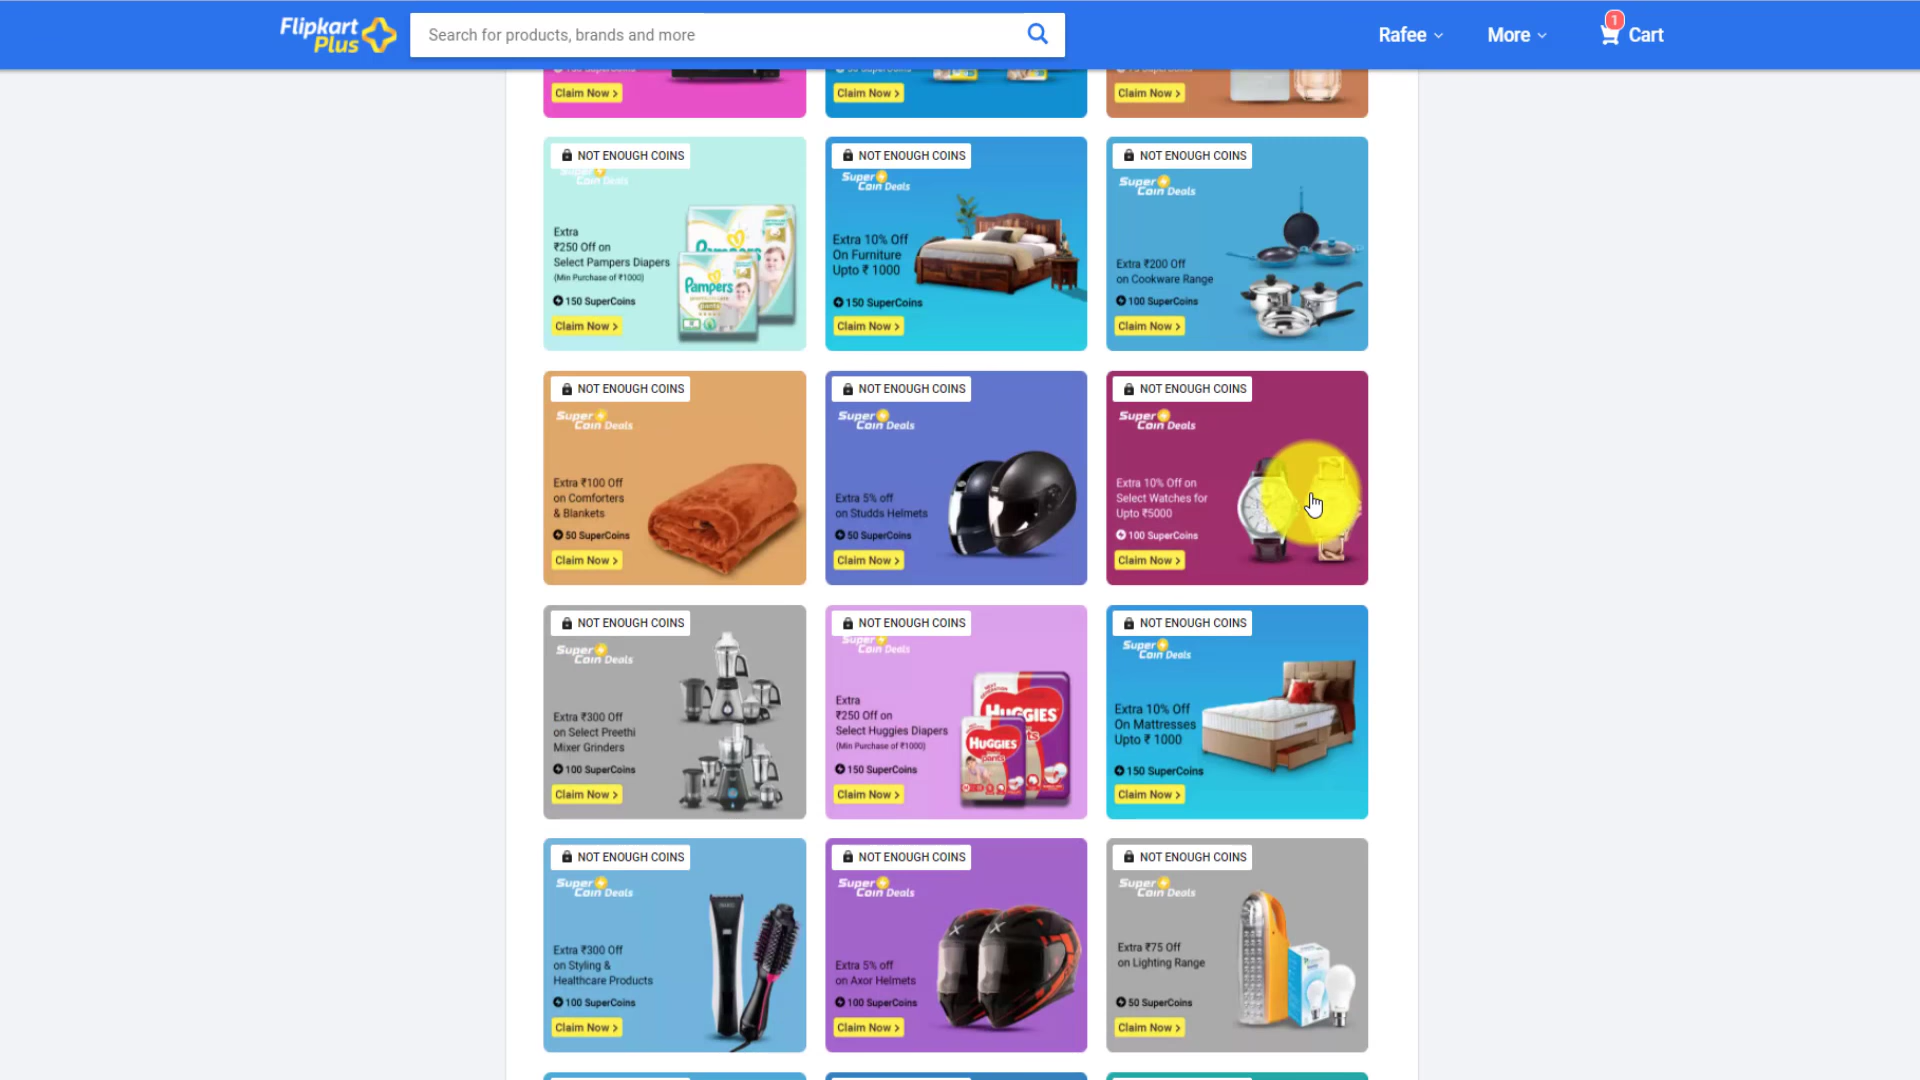 Flipkart
Plus
Search for products, brands and more
Rafee
More
1
Cart
Claim Now >
Claim Now >
Claim Now >
NOT ENOUGH COINS
Super
Coin Deals
Extra
₹250 Off on
Select Pampers Diapers
(Min Purchase of ₹1000)
150 SuperCoins
Claim Now >
Pampers
NOT ENOUGH COINS
Super
Coin Deals
Extra 10% Off
On Furniture
Upto ₹ 1000
150 SuperCoins
Claim Now >
NOT ENOUGH COINS
Super
Coin Deals
Extra ₹200 Off
on Cookware Range
100 SuperCoins
Claim Now >
NOT ENOUGH COINS
Super
Coin Deals
Extra ₹100 Off
on Comforters
& Blankets
50 SuperCoins
Claim Now >
NOT ENOUGH COINS
Super
Coin Deals
Extra 5% off
on Studds Helmets
50 SuperCoins
Claim Now >
NOT ENOUGH COINS
Super
Coin Deals
Extra 10% Off on
Select Watches for
Upto ₹5000
100 SuperCoins
Claim Now >
NOT ENOUGH COINS
Super
Coin Deals
Extra ₹300 Off
on Select Preethi
Mixer Grinders
100 SuperCoins
Claim Now >
NOT ENOUGH COINS
Super
Coin Deals
Extra
₹250 Off on
Select Huggies Diapers
(Min Purchase of ₹1000)
150 SuperCoins
Claim Now >
HUGGIES
HUGGIES
pants
NOT ENOUGH COINS
Super
Coin Deals
Extra 10% Off
On Mattresses
Upto ₹ 1000
150 SuperCoins
Claim Now >
NOT ENOUGH COINS
Super
Coin Deals
Extra ₹300 Off
on Styling &
Healthcare Products
100 SuperCoins
Claim Now >
NOT ENOUGH COINS
Super
Coin Deals
Extra 5% off
on Axor Helmets
100 SuperCoins
Claim Now >
NOT ENOUGH COINS
Super
Coin Deals
Extra ₹75 Off
on Lighting Range
50 SuperCoins
Claim Now >